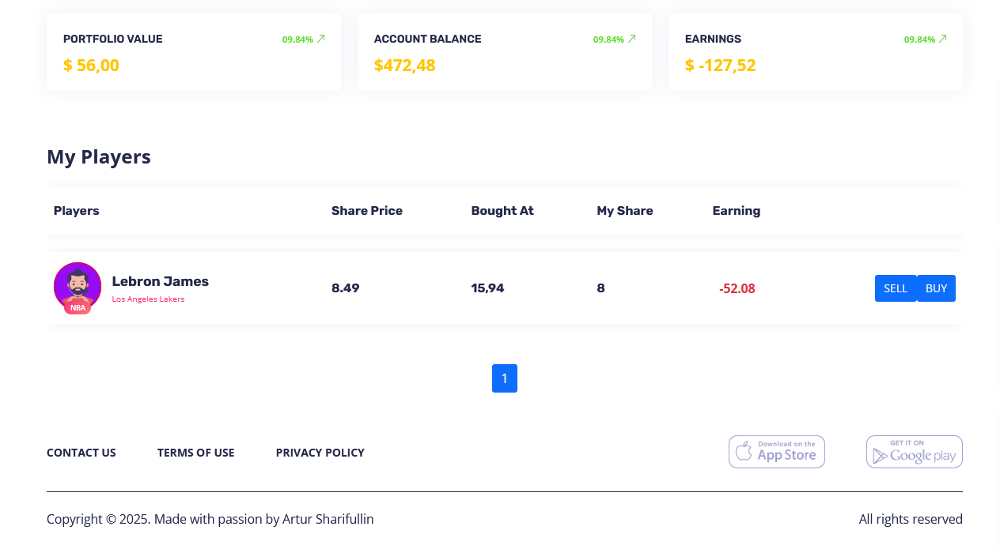 PORTFOLIO VALUE 09.84%
$ 56,00
ACCOUNT BALANCE 09.84%
$472,48
EARNINGS 09.84%
$ -127,52
My Players
Players Share Price Bought At My Share Earning
Lebron James
Los Angeles Lakers
NBA
8.49 15,94 8 -52.08 SELL BUY
1
CONTACT US TERMS OF USE PRIVACY POLICY
Download on the
App Store
GET IT ON
Google play
Copyright © 2025. Made with passion by Artur Sharifullin All rights reserved